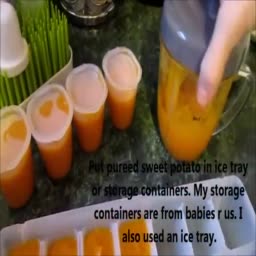 Put pureed sweet potato in ice tray
or storage containers. My storage
containers are from babies r us. I
also used an ice tray.